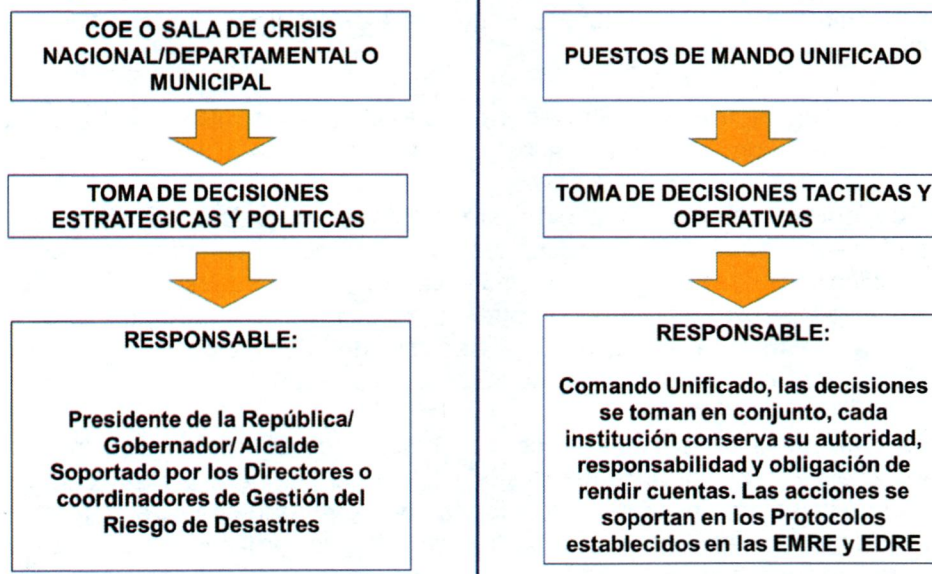 COE O SALA DE CRISIS
NACIONAL/DEPARTAMENTAL O
MUNICIPAL
TOMA DE DECISIONES
ESTRATEGICAS Y POLITICAS
RESPONSABLE:
Presidente de la República/
Gobernador/ Alcalde
Soportado por los Directores o
coordinadores de Gestión del
Riesgo de Desastres
PUESTOS DE MANDO UNIFICADO
TOMA DE DECISIONES TACTICAS Y
OPERATIVAS
RESPONSABLE:
Comando Unificado, las decisiones
se toman en conjunto, cada
institución conserva su autoridad,
responsabilidad y obligación de
rendir cuentas. Las acciones se
soportan en los Protocolos
establecidos en las EMRE y EDRE